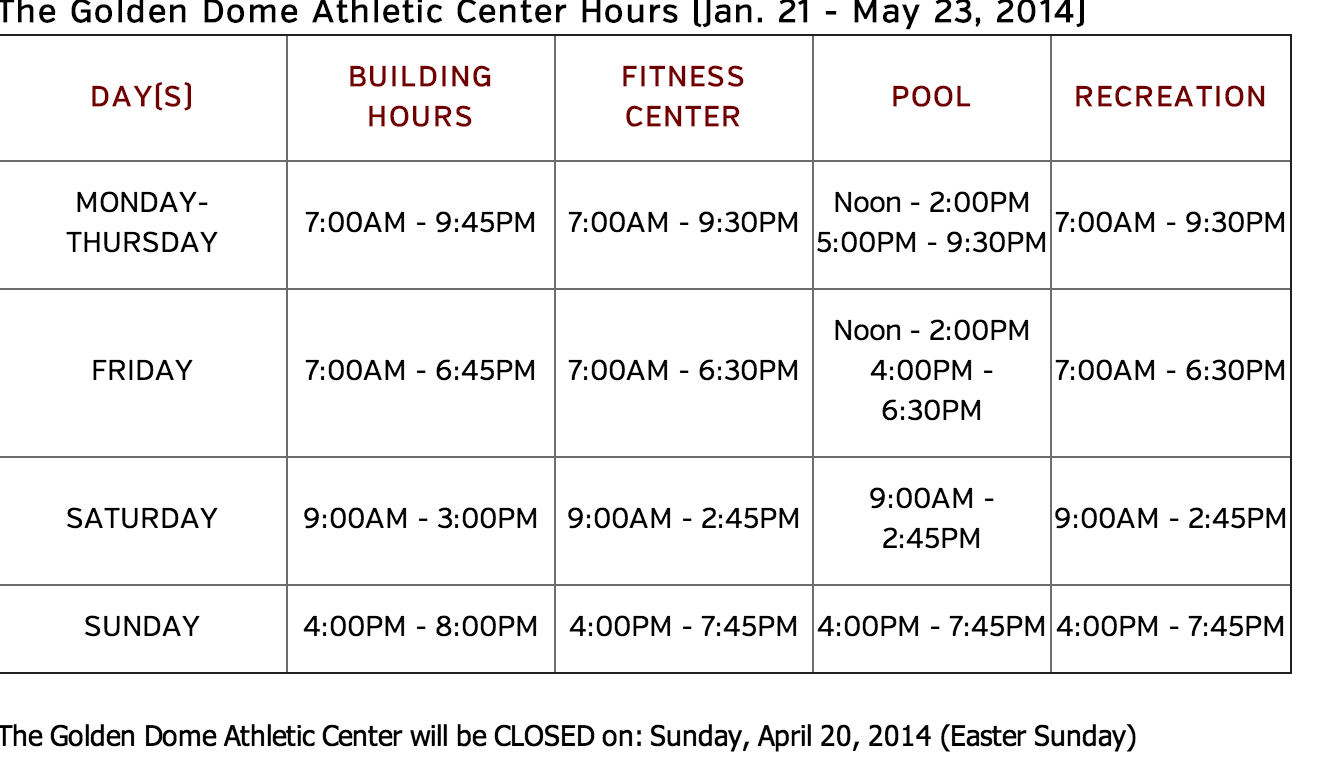 The Golden Dome Athletic Center Hours (Jan. 21 - May 23, 2014)
DAY(S)
BUILDING
HOURS
FITNESS
CENTER
POOL
RECREATION
MONDAY-
THURSDAY
7:00AM - 9:45PM
7:00AM - 9:30PM
Noon - 2:00PM
5:00PM - 9:30PM
7:00AM - 9:30PM
FRIDAY
7:00AM - 6:45PM
7:00AM - 6:30PM
Noon - 2:00PM
4:00PM -
6:30PM
7:00AM - 6:30PM
SATURDAY
9:00AM - 3:00PM
9:00AM - 2:45PM
9:00AM -
2:45PM
9:00AM - 2:45PM
SUNDAY
4:00PM - 8:00PM
4:00PM - 7:45PM
4:00PM - 7:45PM
4:00PM - 7:45PM
The Golden Dome Athletic Center will be CLOSED on: Sunday, April 20, 2014 (Easter Sunday)